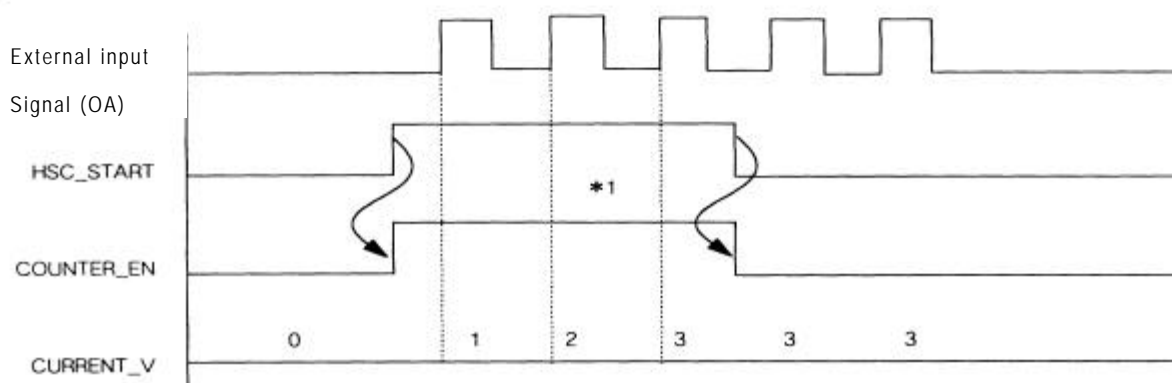 External input
Signal (OA)
HSC_START
*1
COUNTER_EN
0 1 2 3 3 3
CURRENT_V